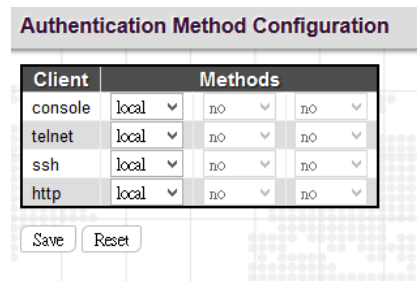 Authentication Method Configuration
Client Methods
console local no no
telnet local no no
ssh local no no
http local no no
Save Reset